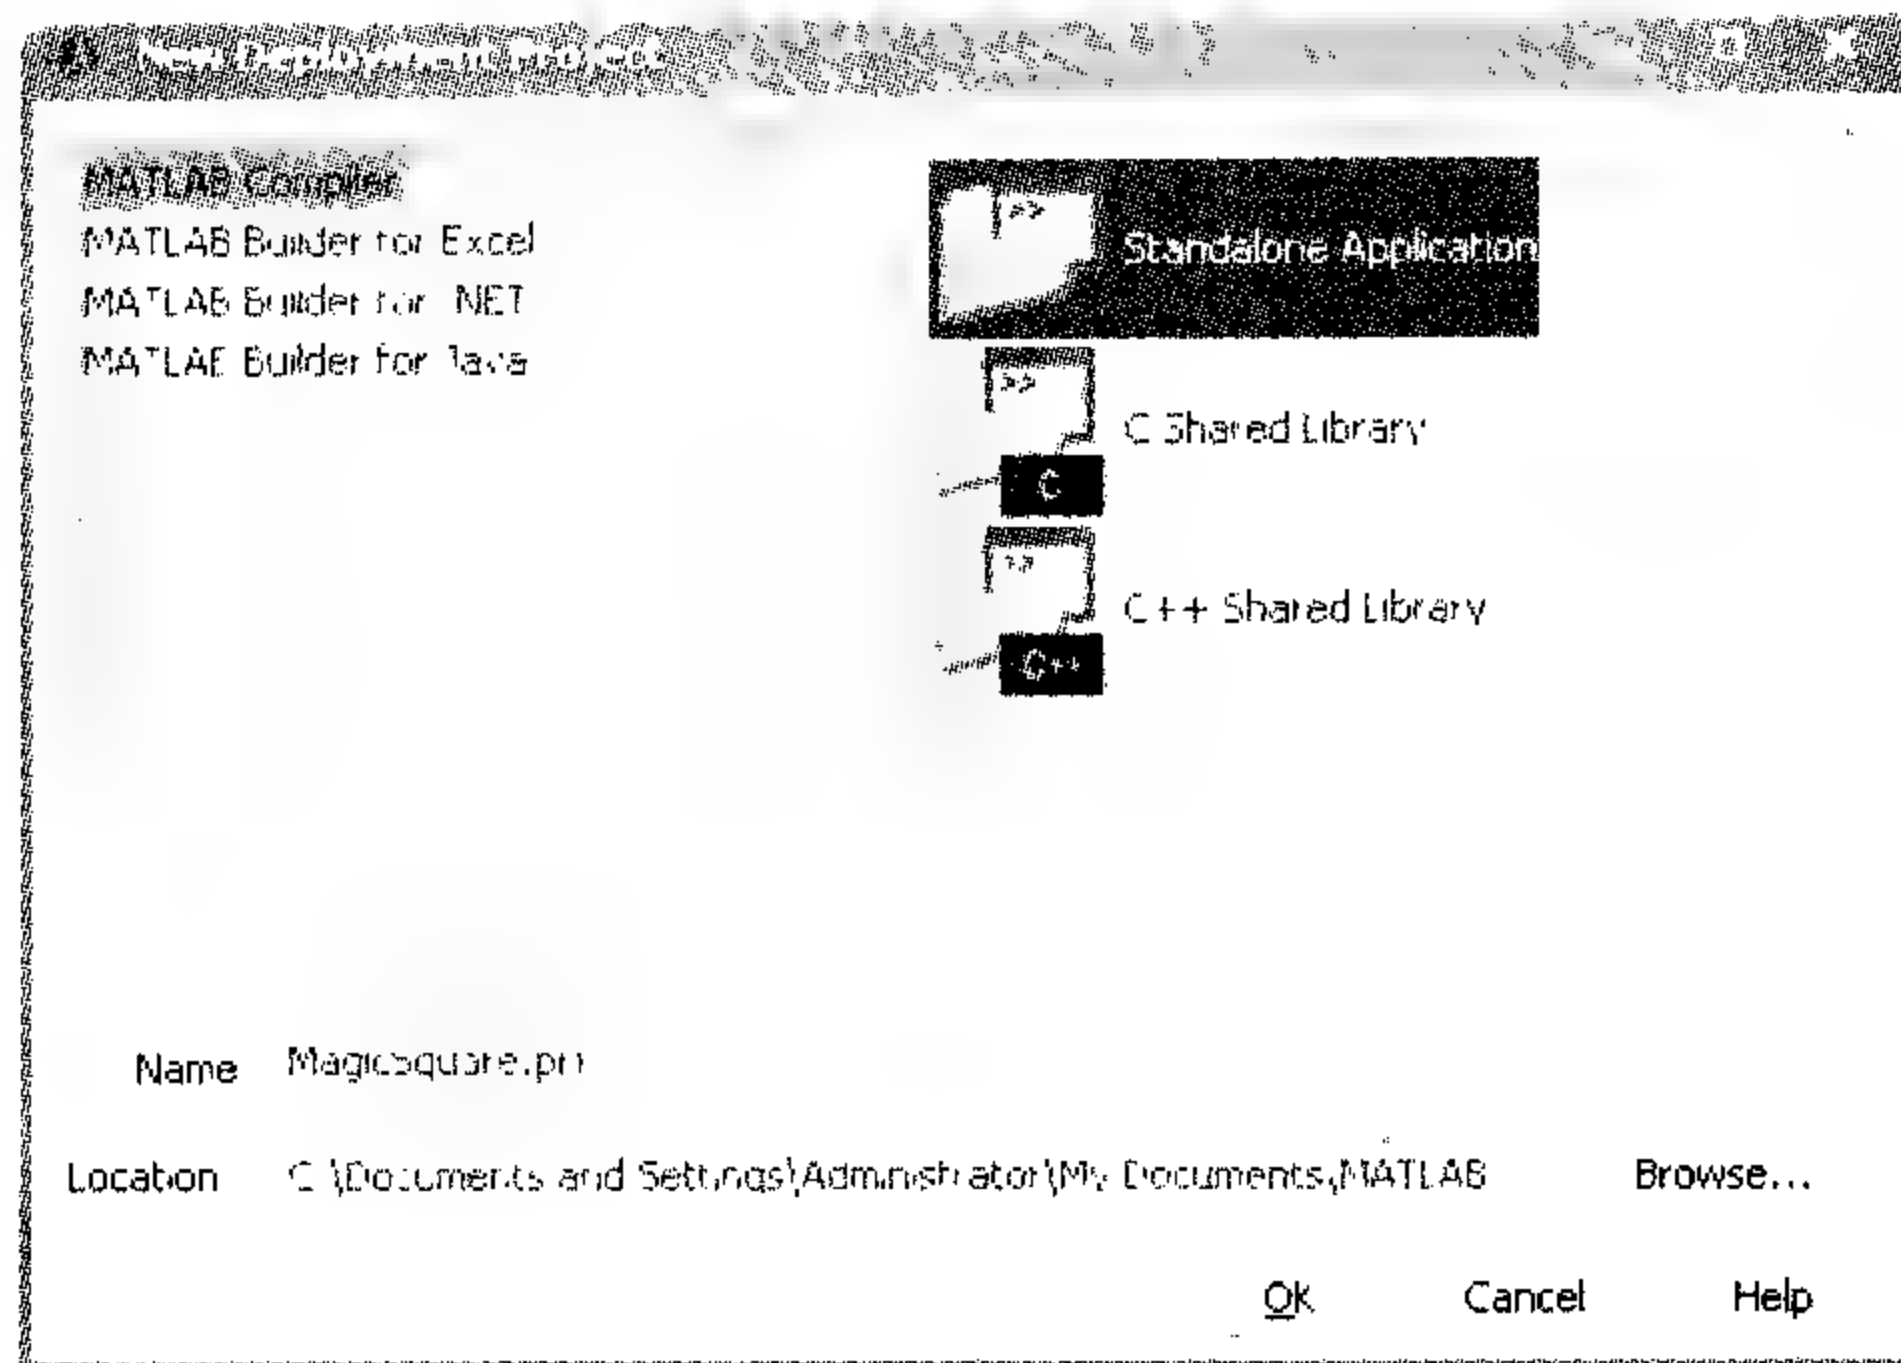 New Deployment Project
MATLAB Compiler
MATLAB Builder for Excel
MATLAB Builder for .NET
MATLAB Builder for Java
>>
Standalone Application
>>
C Shared Library
C
>>
C++ Shared Library
C++
Name
MagicSquare.prj
Location
C:\Documents and Settings\Administrator\My Documents\MATLAB
Browse...
OK
Cancel
Help